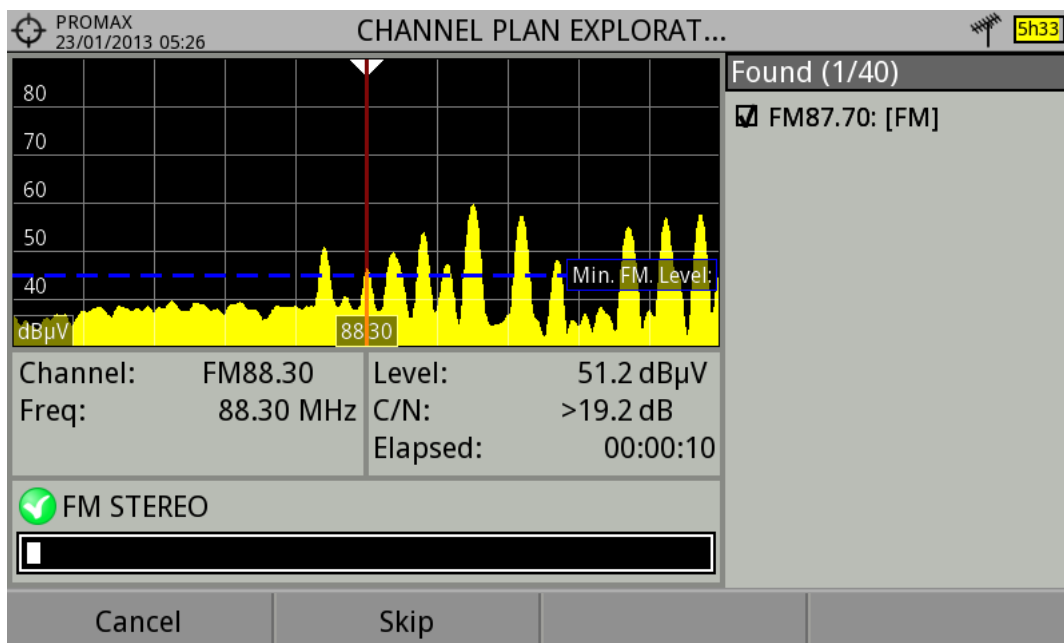 PROMAX
23/01/2013 05:26
CHANNEL PLAN EXPLORAT...
5h33
80
70
60
50
40
dBµV
Min. FM. Level:
88.30
Found (1/40)
FM87.70: [FM]
Channel: FM88.30
Freq: 88.30 MHz
Level: 51.2 dBµV
C/N: >19.2 dB
Elapsed: 00:00:10
FM STEREO
Cancel
Skip